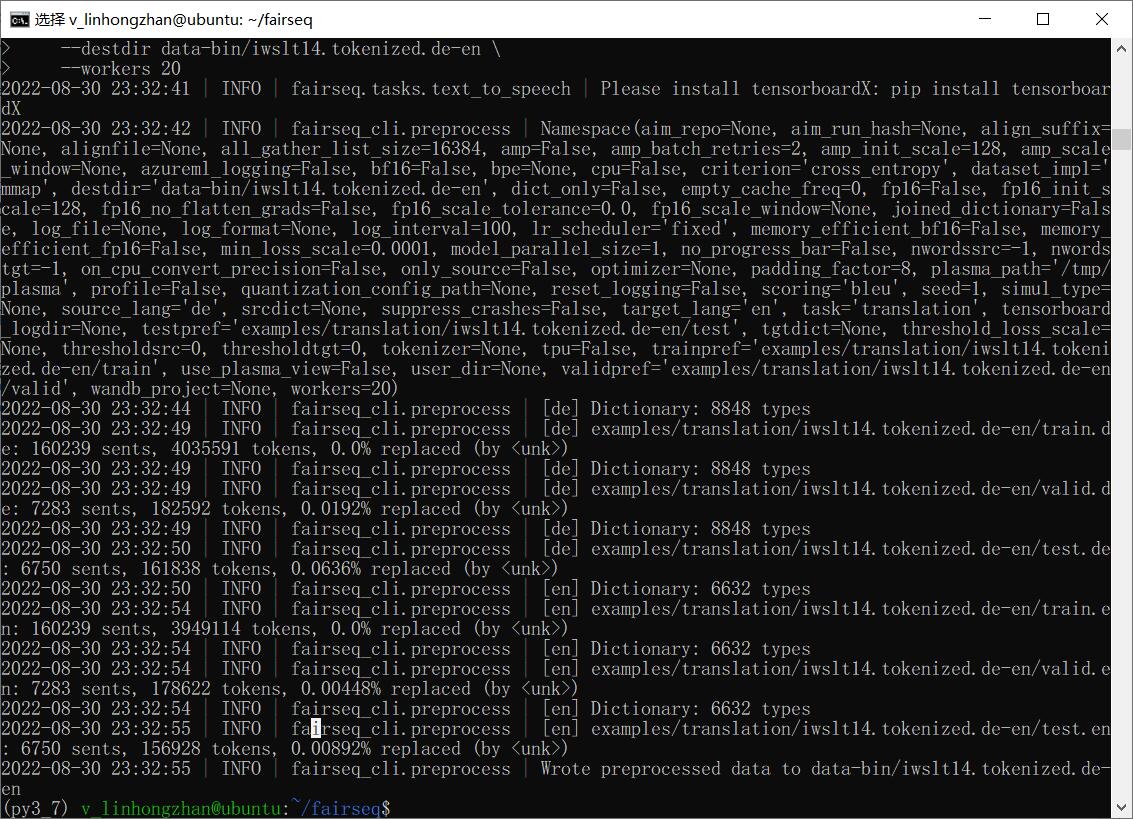 选择 v_linhongzhan@ubuntu: ~/fairseq
>     --destdir data-bin/iwslt14.tokenized.de-en \
>     --workers 20
2022-08-30 23:32:41 | INFO | fairseq.tasks.text_to_speech | Please install tensorboardX: pip install tensorboar
dX
2022-08-30 23:32:42 | INFO | fairseq_cli.preprocess | Namespace(aim_repo=None, aim_run_hash=None, align_suffix=
None, alignfile=None, all_gather_list_size=16384, amp=False, amp_batch_retries=2, amp_init_scale=128, amp_scale
_window=None, azureml_logging=False, bf16=False, bpe=None, cpu=False, criterion='cross_entropy', dataset_impl='
mmap', destdir='data-bin/iwslt14.tokenized.de-en', dict_only=False, empty_cache_freq=0, fp16=False, fp16_init_s
cale=128, fp16_no_flatten_grads=False, fp16_scale_tolerance=0.0, fp16_scale_window=None, joined_dictionary=Fals
e, log_file=None, log_format=None, log_interval=100, lr_scheduler='fixed', memory_efficient_bf16=False, memory_
efficient_fp16=False, min_loss_scale=0.0001, model_parallel_size=1, no_progress_bar=False, nwordssrc=-1, nwords
tgt=-1, on_cpu_convert_precision=False, only_source=False, optimizer=None, padding_factor=8, plasma_path='/tmp/
plasma', profile=False, quantization_config_path=None, reset_logging=False, scoring='bleu', seed=1, simul_type=
None, source_lang='de', srcdict=None, suppress_crashes=False, target_lang='en', task='translation', tensorboard
_logdir=None, testpref='examples/translation/iwslt14.tokenized.de-en/test', tgtdict=None, threshold_loss_scale=
None, thresholdsrc=0, thresholdtgt=0, tokenizer=None, tpu=False, trainpref='examples/translation/iwslt14.tokeni
zed.de-en/train', use_plasma_view=False, user_dir=None, validpref='examples/translation/iwslt14.tokenized.de-en
/valid', wandb_project=None, workers=20)
2022-08-30 23:32:44 | INFO | fairseq_cli.preprocess | [de] Dictionary: 8848 types
2022-08-30 23:32:49 | INFO | fairseq_cli.preprocess | [de] examples/translation/iwslt14.tokenized.de-en/train.d
e: 160239 sents, 4035591 tokens, 0.0% replaced (by <unk>)
2022-08-30 23:32:49 | INFO | fairseq_cli.preprocess | [de] Dictionary: 8848 types
2022-08-30 23:32:49 | INFO | fairseq_cli.preprocess | [de] examples/translation/iwslt14.tokenized.de-en/valid.d
e: 7283 sents, 182592 tokens, 0.0192% replaced (by <unk>)
2022-08-30 23:32:49 | INFO | fairseq_cli.preprocess | [de] Dictionary: 8848 types
2022-08-30 23:32:50 | INFO | fairseq_cli.preprocess | [de] examples/translation/iwslt14.tokenized.de-en/test.de
: 6750 sents, 161838 tokens, 0.0636% replaced (by <unk>)
2022-08-30 23:32:50 | INFO | fairseq_cli.preprocess | [en] Dictionary: 6632 types
2022-08-30 23:32:54 | INFO | fairseq_cli.preprocess | [en] examples/translation/iwslt14.tokenized.de-en/train.e
n: 160239 sents, 3949114 tokens, 0.0% replaced (by <unk>)
2022-08-30 23:32:54 | INFO | fairseq_cli.preprocess | [en] Dictionary: 6632 types
2022-08-30 23:32:54 | INFO | fairseq_cli.preprocess | [en] examples/translation/iwslt14.tokenized.de-en/valid.e
n: 7283 sents, 178622 tokens, 0.00448% replaced (by <unk>)
2022-08-30 23:32:54 | INFO | fairseq_cli.preprocess | [en] Dictionary: 6632 types
2022-08-30 23:32:55 | INFO | fairseq_cli.preprocess | [en] examples/translation/iwslt14.tokenized.de-en/test.en
: 6750 sents, 156928 tokens, 0.00892% replaced (by <unk>)
2022-08-30 23:32:55 | INFO | fairseq_cli.preprocess | Wrote preprocessed data to data-bin/iwslt14.tokenized.de-
en
(py3_7) v_linhongzhan@ubuntu:~/fairseq$